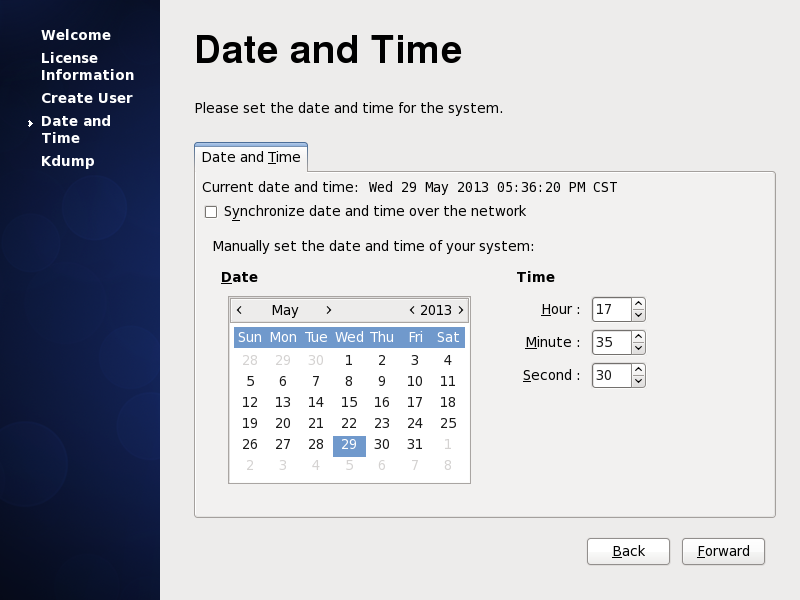 Welcome
License
Information
Create User
Date and
Time
Kdump
Date and Time
Please set the date and time for the system.
Date and Time
Current date and time: Wed 29 May 2013 05:36:20 PM CST
Synchronize date and time over the network
Manually set the date and time of your system:
Date
< May > < 2013 >
Sun Mon Tue Wed Thu Fri Sat
28 29 30 1 2 3 4
5 6 7 8 9 10 11
12 13 14 15 16 17 18
19 20 21 22 23 24 25
26 27 28 29 30 31 1
2 3 4 5 6 7 8
Time
Hour : 17
Minute : 35
Second : 30
Back Forward